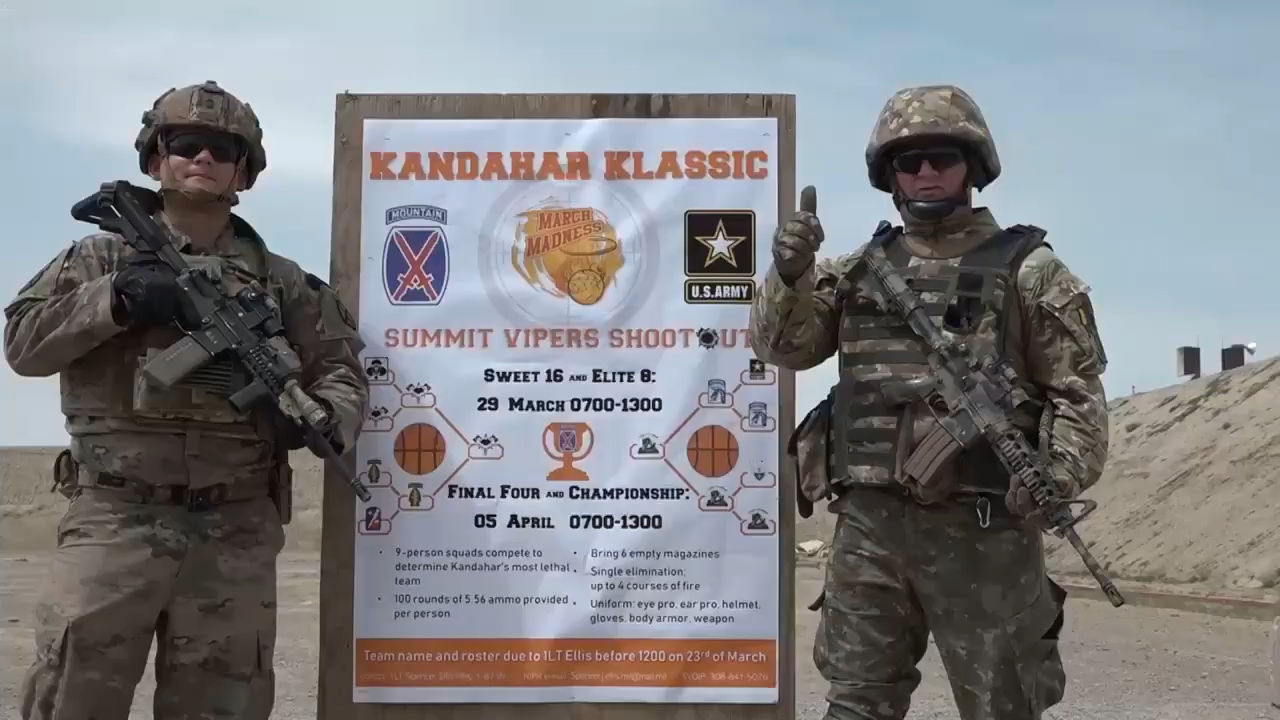 KANDAHAR KLASSIC
MOUNTAIN
MARCH
MADNESS
U.S.ARMY
SUMMIT VIPERS SHOOTOUT
SWEET 16 AND ELITE 8:
29 MARCH 0700-1300
FINAL FOUR AND CHAMPIONSHIP:
05 APRIL 0700-1300
• 9-person squads compete to
determine Kandahar's most lethal
team
• 100 rounds of 5.56 ammo provided
per person
• Bring 6 empty magazines
• Single elimination:
up to 4 courses of fire
• Uniform: eye pro, ear pro, helmet,
gloves, body armor, weapon
Team name and roster due to 1LT Ellis before 1200 on 23rd of March